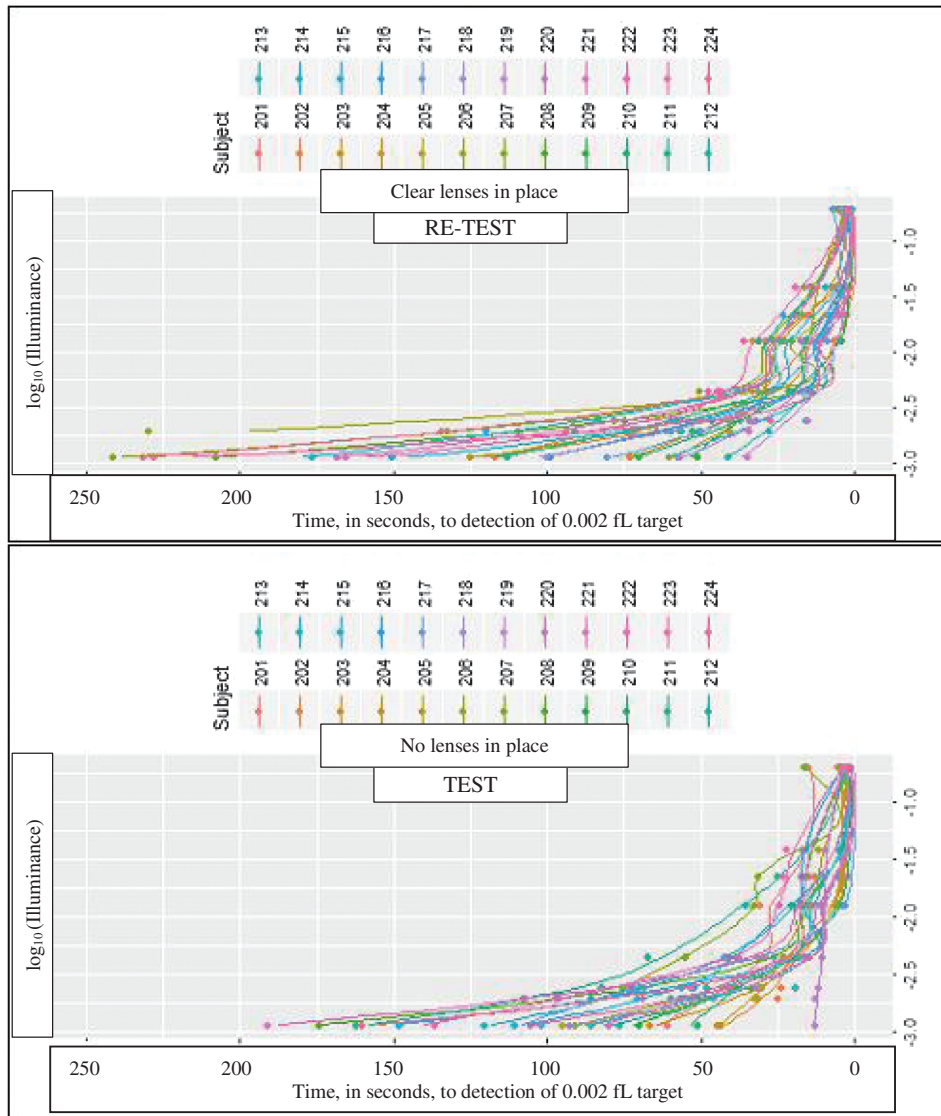 213 214 215 216 217 218 219 220 221 222 223 224
Subject 201 202 203 204 205 206 207 208 209 210 211 212
Clear lenses in place
RE-TEST
log10 (Illuminance)
-1.0
-1.5
-2.0
-2.5
-3.0
250 200 150 100 50 0
Time, in seconds, to detection of 0.002 fL target
213 214 215 216 217 218 219 220 221 222 223 224
Subject 201 202 203 204 205 206 207 208 209 210 211 212
No lenses in place
TEST
log10 (Illuminance)
-1.0
-1.5
-2.0
-2.5
-3.0
250 200 150 100 50 0
Time, in seconds, to detection of 0.002 fL target